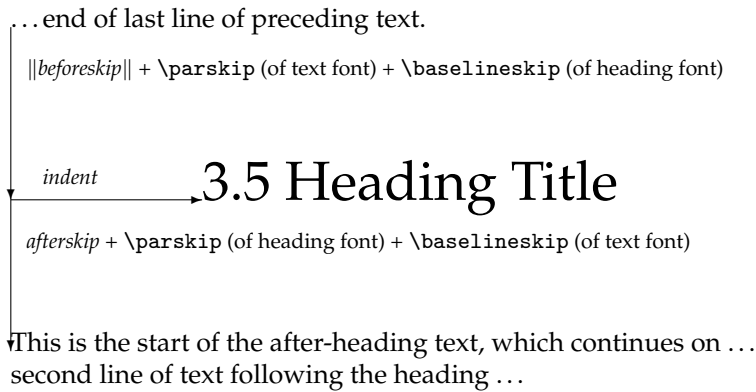 …end of last line of preceding text.
‖beforeskip‖ + \parskip (of text font) + \baselineskip (of heading font)
indent
3.5 Heading Title
afterskip + \parskip (of heading font) + \baselineskip (of text font)
This is the start of the after-heading text, which continues on …
second line of text following the heading …